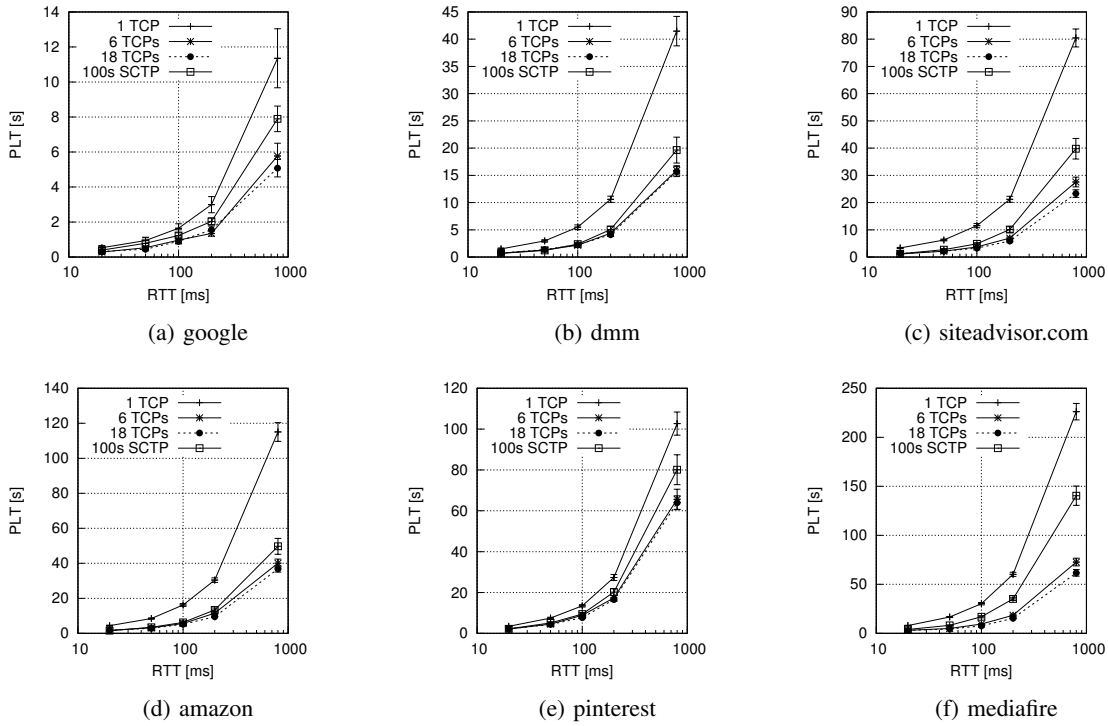 14
12
10
8
6
4
2
0
10 100 1000
PLT [s]
RTT [ms]
1 TCP
6 TCPs
18 TCPs
100s SCTP
(a) google
45
40
35
30
25
20
15
10
5
0
10 100 1000
PLT [s]
RTT [ms]
1 TCP
6 TCPs
18 TCPs
100s SCTP
(b) dmm
90
80
70
60
50
40
30
20
10
0
10 100 1000
PLT [s]
RTT [ms]
1 TCP
6 TCPs
18 TCPs
100s SCTP
(c) siteadvisor.com
140
120
100
80
60
40
20
0
10 100 1000
PLT [s]
RTT [ms]
1 TCP
6 TCPs
18 TCPs
100s SCTP
(d) amazon
120
100
80
60
40
20
0
10 100 1000
PLT [s]
RTT [ms]
1 TCP
6 TCPs
18 TCPs
100s SCTP
(e) pinterest
250
200
150
100
50
0
10 100 1000
PLT [s]
RTT [ms]
1 TCP
6 TCPs
18 TCPs
100s SCTP
(f) mediafire